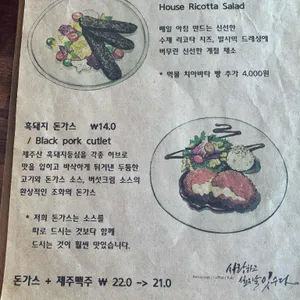 House Ricotta Salad
매일 아침 만드는 신선한
수제 리코타 치즈, 발사믹 드레싱에
버무린 신선한 계절 채소
* 먹물 치아바타 빵 추가 4,000원
흑돼지 돈가스 ₩14.0
/ Black pork cutlet
제주산 흑돼지등심을 각종 허브로
맛을 입히고 바삭하게 튀겨낸 두툼한
고기와 돈가스 소스, 버섯크림 소스의
환상적인 조화의 돈가스
* 저희 돈가스는 소스를
따로 드시는 것보다 함께
드시는 것이 훨씬 맛있습니다.
사랑하고
돈가스 + 제주맥주 ₩ 22.0 -> 21.0